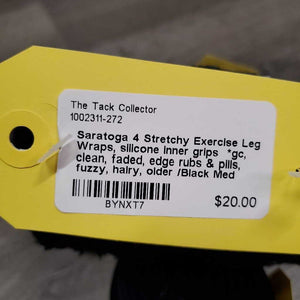 The Tack Collector
1002311-272
Saratoga 4 Stretchy Exercise Leg
Wraps, silicone inner grips *gc,
clean, faded, edge rubs & pills,
fuzzy, hairy, older /Black Med
BYNXT7
$20.00